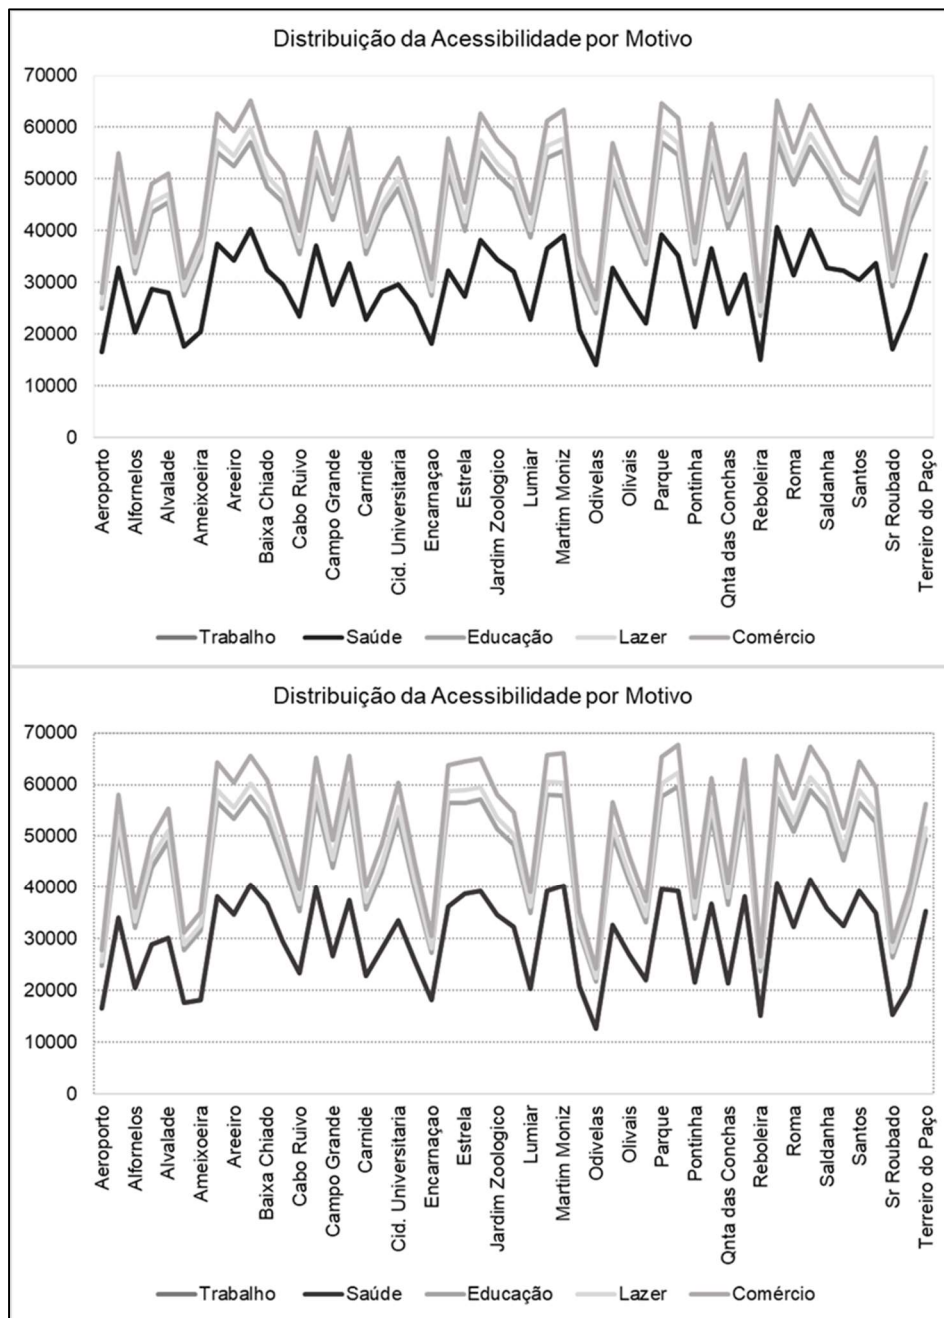 Distribuição da Acessibilidade por Motivo
70000
60000
50000
40000
30000
20000
10000
0
Aeroporto
Alfornelos
Alvalade
Ameixoeira
Areeiro
Baixa Chiado
Cabo Ruivo
Campo Grande
Carnide
Cid. Universitaria
Encarnaçao
Estrela
Jardim Zoologico
Lumiar
Martim Moniz
Odivelas
Olivais
Parque
Pontinha
Qnta das Conchas
Reboleira
Roma
Saldanha
Santos
Sr Roubado
Terreiro do Paço
Trabalho Saúde Educação Lazer Comércio
Distribuição da Acessibilidade por Motivo
70000
60000
50000
40000
30000
20000
10000
0
Aeroporto
Alfornelos
Alvalade
Ameixoeira
Areeiro
Baixa Chiado
Cabo Ruivo
Campo Grande
Carnide
Cid. Universitaria
Encarnaçao
Estrela
Jardim Zoologico
Lumiar
Martim Moniz
Odivelas
Olivais
Parque
Pontinha
Qnta das Conchas
Reboleira
Roma
Saldanha
Santos
Sr Roubado
Terreiro do Paço
Trabalho Saúde Educação Lazer Comércio